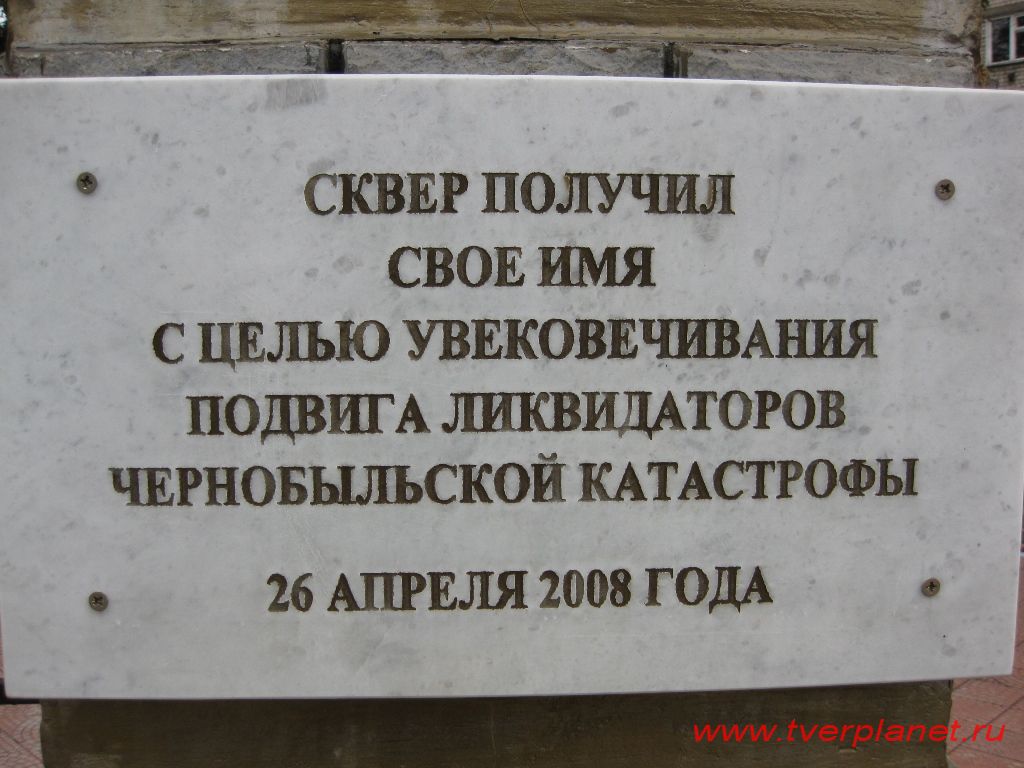 СКВЕР ПОЛУЧИЛ
СВОЕ ИМЯ
С ЦЕЛЬЮ УВЕКОВЕЧИВАНИЯ
ПОДВИГА ЛИКВИДАТОРОВ
ЧЕРНОБЫЛЬСКОЙ КАТАСТРОФЫ
26 АПРЕЛЯ 2008 ГОДА
www.tverplanet.ru